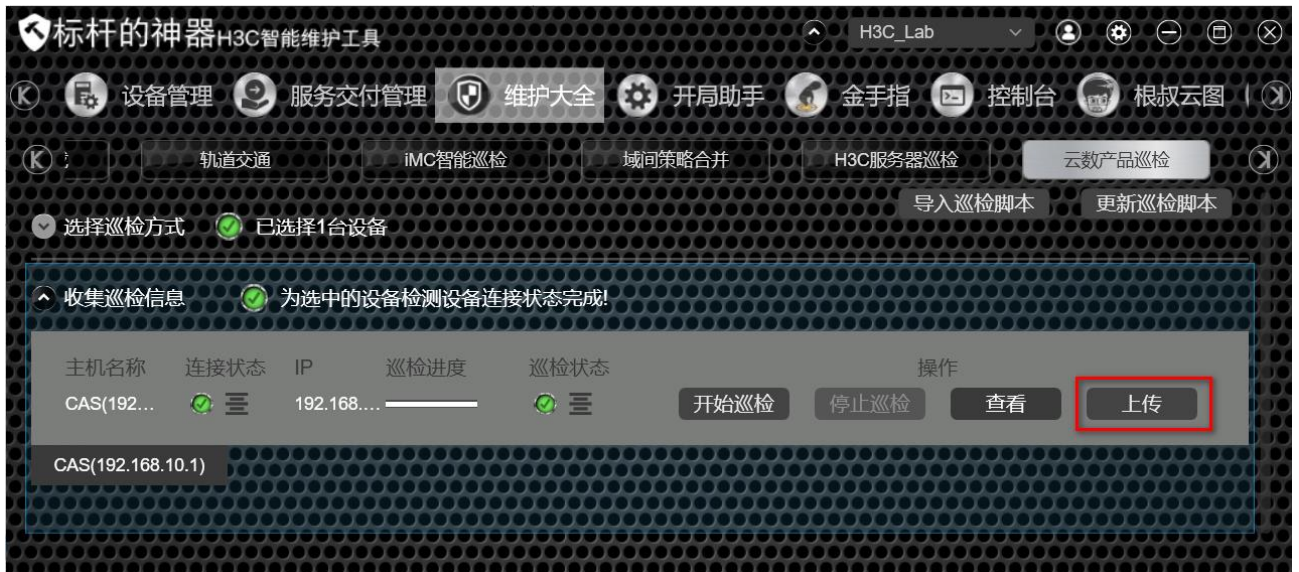 标杆的神器H3C智能维护工具 H3C_Lab
设备管理 服务交付管理 维护大全 开局助手 金手指 控制台 根叔云图
轨道交通 iMC智能巡检 域间策略合并 H3C服务器巡检 云数产品巡检
导入巡检脚本 更新巡检脚本
选择巡检方式 已选择1台设备
收集巡检信息 为选中的设备检测设备连接状态完成!
主机名称 连接状态 IP 巡检进度 巡检状态 操作
CAS(192... 192.168.... 开始巡检 停止巡检 查看 上传
CAS(192.168.10.1)